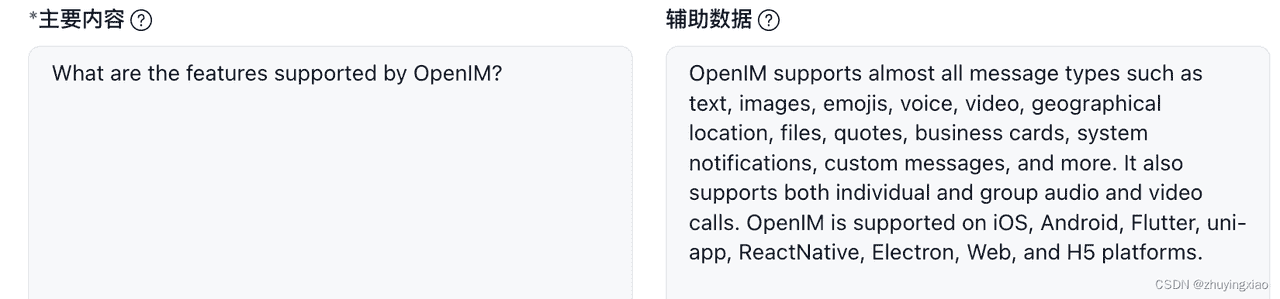 *主要内容 ?
What are the features supported by OpenIM?
辅助数据 ?
OpenIM supports almost all message types such as
text, images, emojis, voice, video, geographical
location, files, quotes, business cards, system
notifications, custom messages, and more. It also
supports both individual and group audio and video
calls. OpenIM is supported on iOS, Android, Flutter, uni-
app, ReactNative, Electron, Web, and H5 platforms.
CSDN @zhuyingxiao